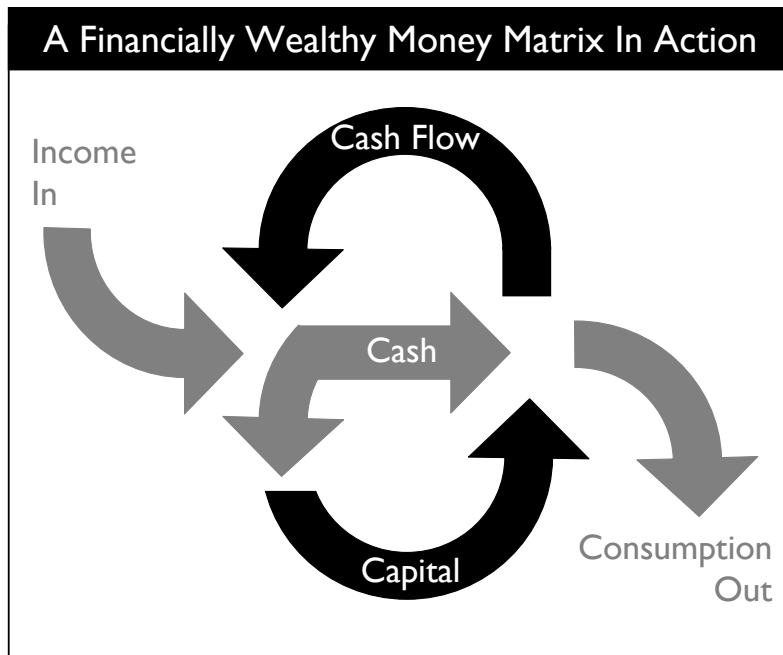 A Financially Wealthy Money Matrix In Action
Income
In
Cash Flow
Cash
Capital
Consumption
Out